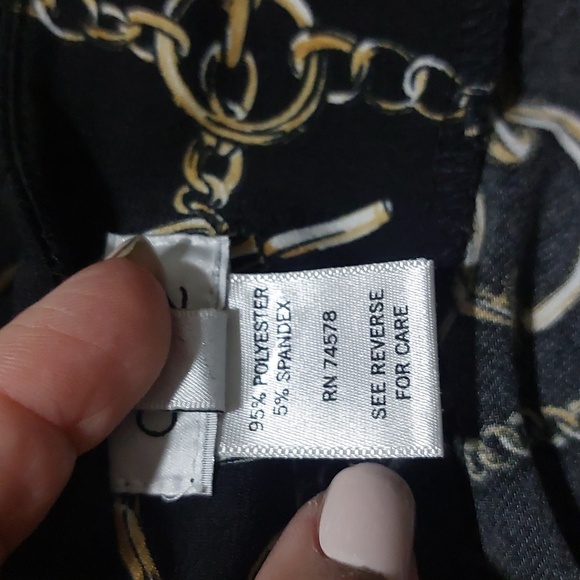 95% POLYESTER
5% SPANDEX
RN 74578
SEE REVERSE
FOR CARE